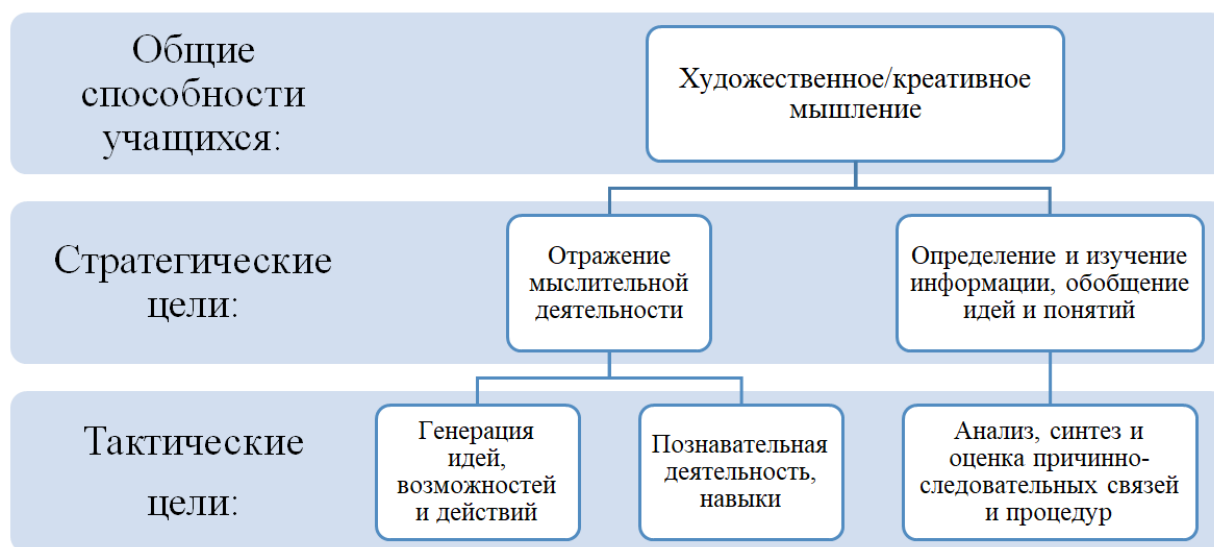 Общие
способности
учащихся:
Художественное/креативное
мышление
Стратегические
цели:
Отражение
мыслительной
деятельности
Определение и изучение
информации, обобщение
идей и понятий
Тактические
цели:
Генерация
идей,
возможностей
и действий
Познавательная
деятельность,
навыки
Анализ, синтез и
оценка причинно-
следовательных связей
и процедур